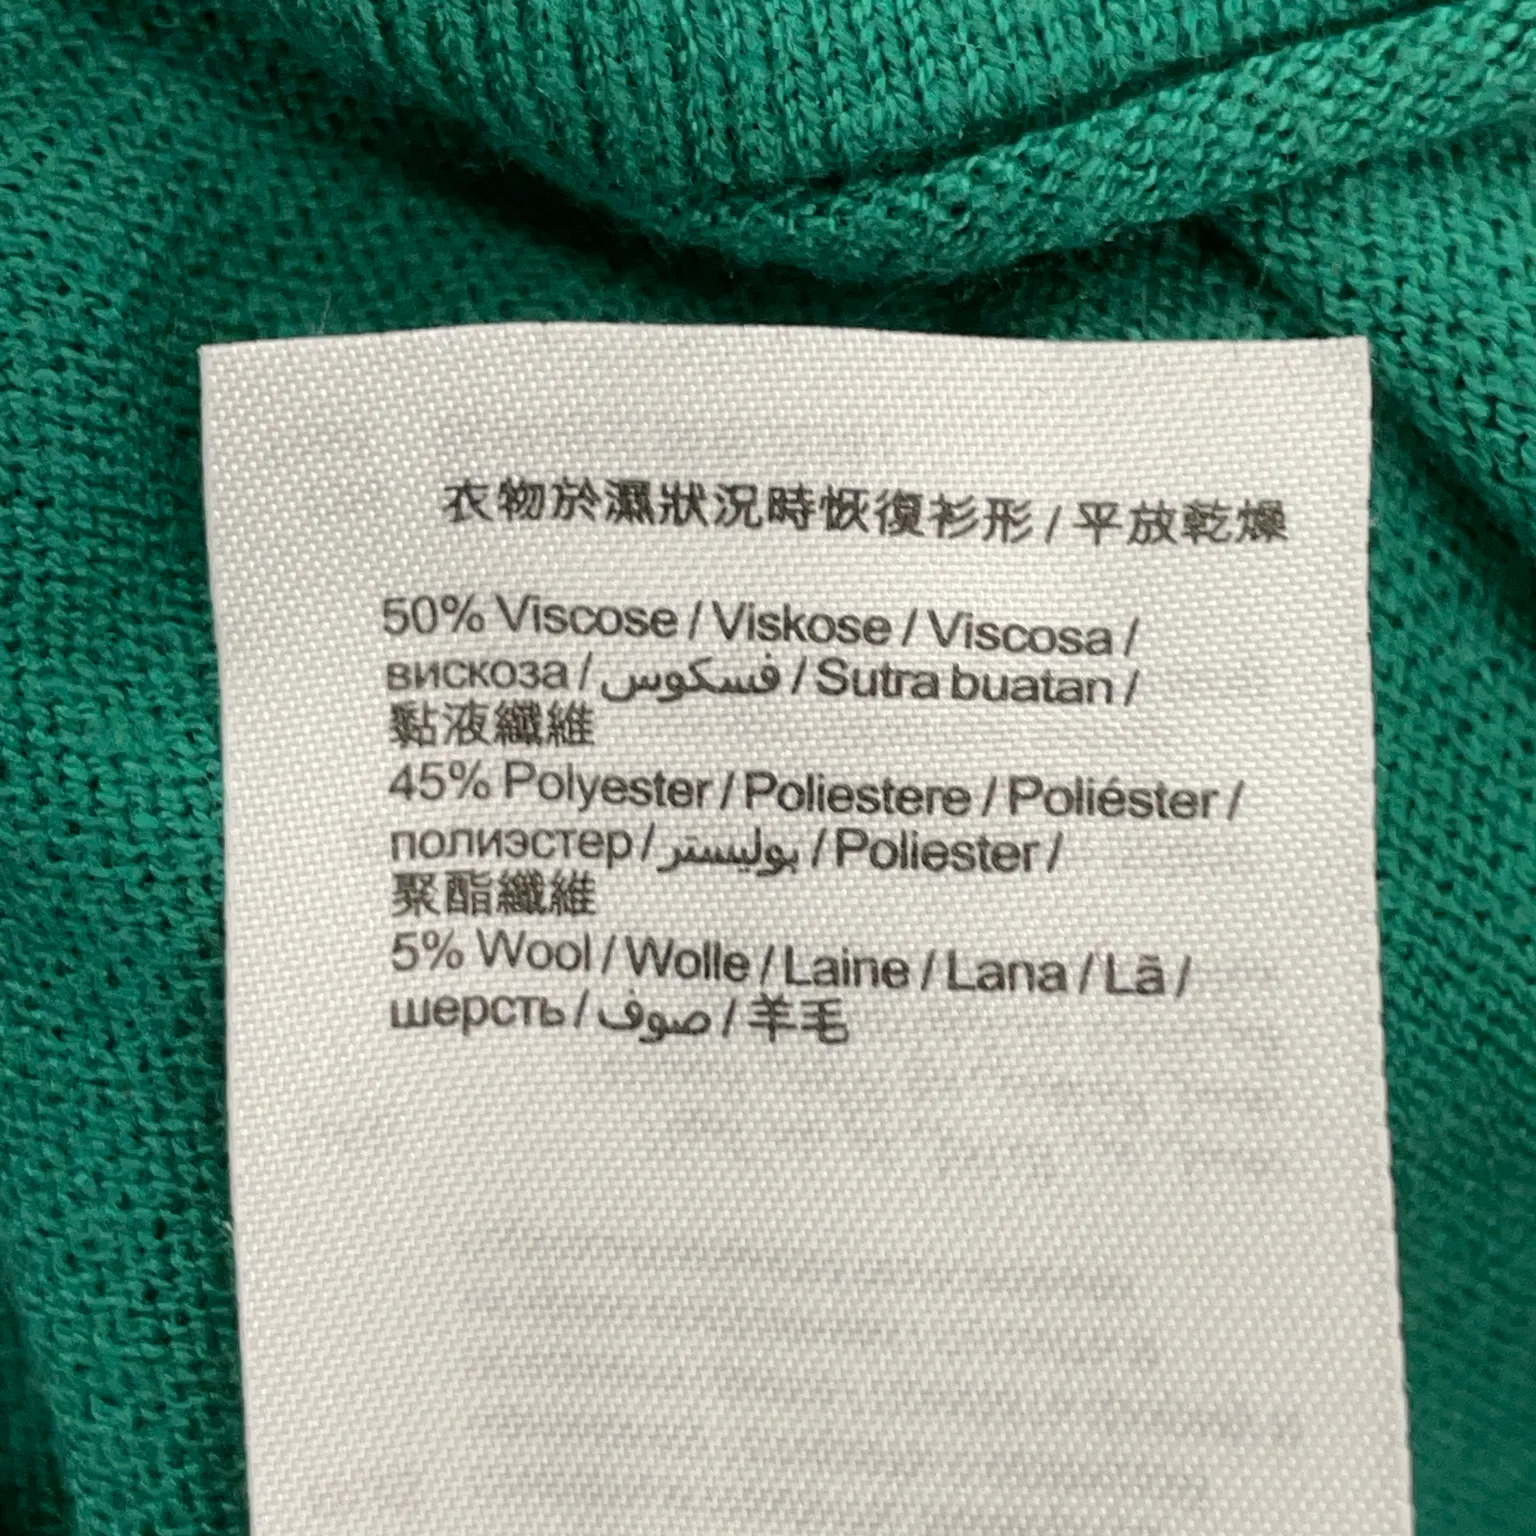 衣物於濕狀況時恢復衫形 / 平放乾燥
50% Viscose / Viskose / Viscosa /
вискоза / فسكوس / Sutra buatan /
黏液纖維
45% Polyester / Poliestere / Poliéster /
полиэстер / بوليستر / Poliester /
聚酯纖維
5% Wool / Wolle / Laine / Lana / Lã /
шерсть / صوف / 羊毛